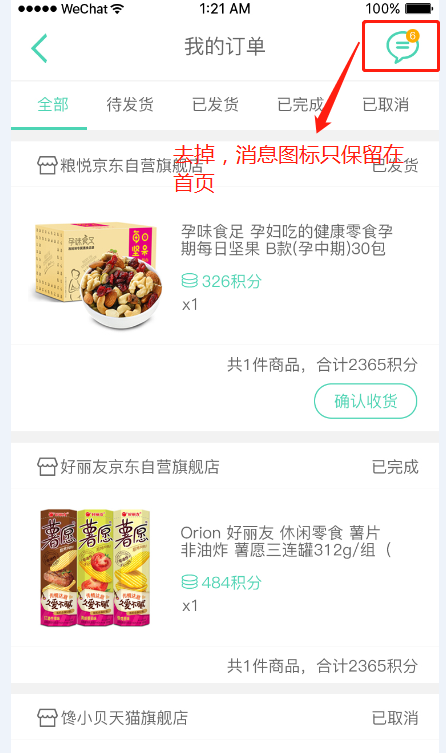 WeChat 1:21 AM 100%
我的订单 6
全部 待发货 已发货 已完成 已取消
去掉，消息图标只保留在
首页
粮悦京东自营旗舰店 已发货
孕味食足 孕妇吃的健康零食孕
期每日坚果 B款(孕中期)30包
326积分
x1
共1件商品，合计2365积分
确认收货
好丽友京东自营旗舰店 已完成
薯愿 薯愿 薯愿
Orion 好丽友 休闲零食 薯片
非油炸 薯愿三连罐312g/组（
484积分
x1
共1件商品，合计2365积分
馋小贝天猫旗舰店 已取消